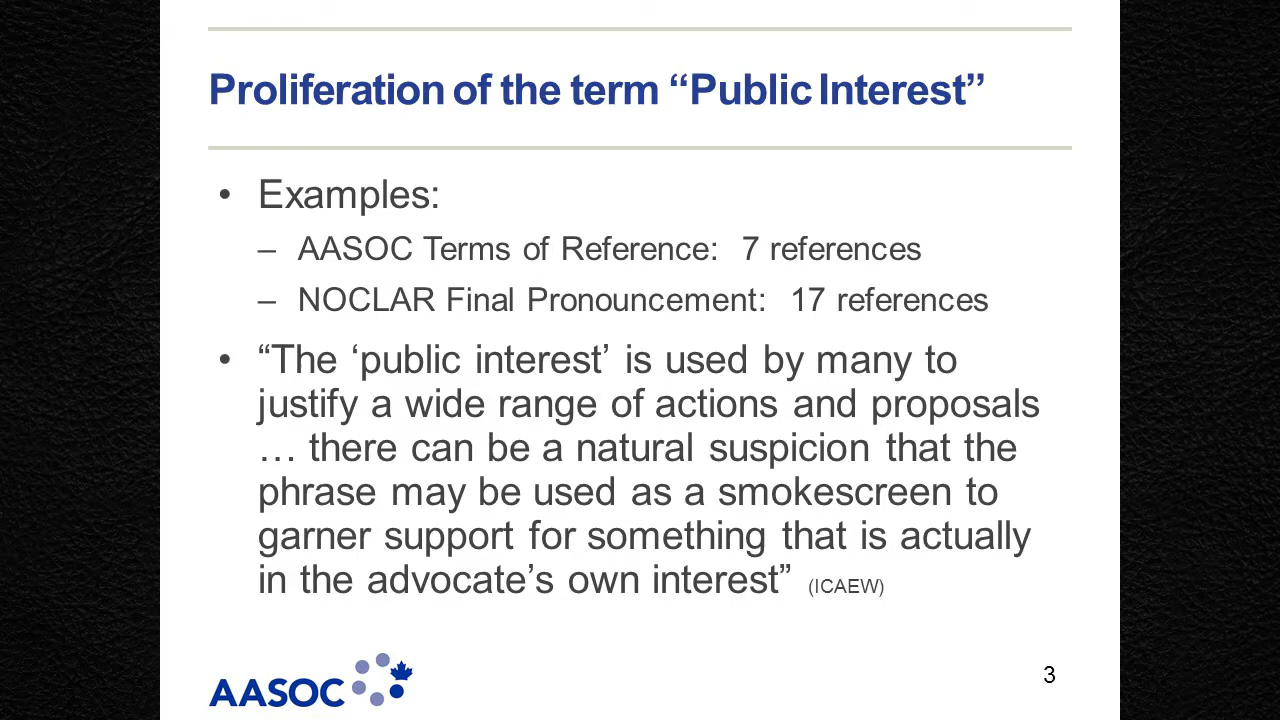 Proliferation of the term “Public Interest”
• Examples:
– AASOC Terms of Reference: 7 references
– NOCLAR Final Pronouncement: 17 references
• “The ‘public interest’ is used by many to
justify a wide range of actions and proposals
… there can be a natural suspicion that the
phrase may be used as a smokescreen to
garner support for something that is actually
in the advocate’s own interest” (ICAEW)
AASOC
3